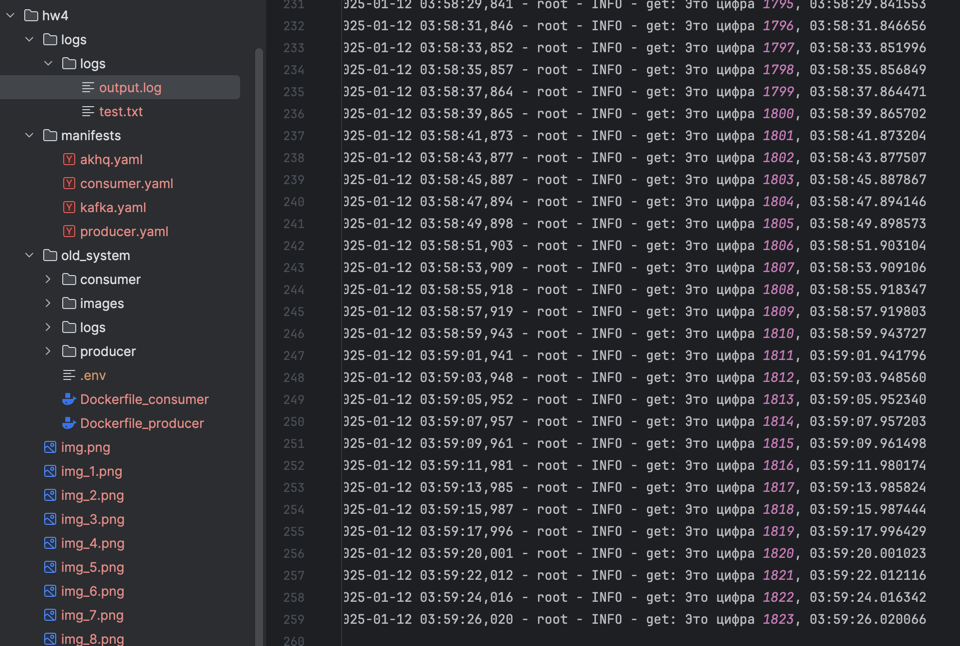 hw4
logs
logs
output.log
test.txt
manifests
akhq.yaml
consumer.yaml
kafka.yaml
producer.yaml
old_system
consumer
images
logs
producer
.env
Dockerfile_consumer
Dockerfile_producer
img.png
img_1.png
img_2.png
img_3.png
img_4.png
img_5.png
img_6.png
img_7.png
img_8.png
231 025-01-12 03:58:29,841 - root - INFO - get: Это цифра 1795, 03:58:29.841553
232 025-01-12 03:58:31,846 - root - INFO - get: Это цифра 1796, 03:58:31.846656
233 025-01-12 03:58:33,852 - root - INFO - get: Это цифра 1797, 03:58:33.851996
234 025-01-12 03:58:35,857 - root - INFO - get: Это цифра 1798, 03:58:35.856849
235 025-01-12 03:58:37,864 - root - INFO - get: Это цифра 1799, 03:58:37.864471
236 025-01-12 03:58:39,865 - root - INFO - get: Это цифра 1800, 03:58:39.865702
237 025-01-12 03:58:41,873 - root - INFO - get: Это цифра 1801, 03:58:41.873204
238 025-01-12 03:58:43,877 - root - INFO - get: Это цифра 1802, 03:58:43.877507
239 025-01-12 03:58:45,887 - root - INFO - get: Это цифра 1803, 03:58:45.887867
240 025-01-12 03:58:47,894 - root - INFO - get: Это цифра 1804, 03:58:47.894146
241 025-01-12 03:58:49,898 - root - INFO - get: Это цифра 1805, 03:58:49.898573
242 025-01-12 03:58:51,903 - root - INFO - get: Это цифра 1806, 03:58:51.903104
243 025-01-12 03:58:53,909 - root - INFO - get: Это цифра 1807, 03:58:53.909106
244 025-01-12 03:58:55,918 - root - INFO - get: Это цифра 1808, 03:58:55.918347
245 025-01-12 03:58:57,919 - root - INFO - get: Это цифра 1809, 03:58:57.919803
246 025-01-12 03:58:59,943 - root - INFO - get: Это цифра 1810, 03:58:59.943727
247 025-01-12 03:59:01,941 - root - INFO - get: Это цифра 1811, 03:59:01.941796
248 025-01-12 03:59:03,948 - root - INFO - get: Это цифра 1812, 03:59:03.948560
249 025-01-12 03:59:05,952 - root - INFO - get: Это цифра 1813, 03:59:05.952340
250 025-01-12 03:59:07,957 - root - INFO - get: Это цифра 1814, 03:59:07.957203
251 025-01-12 03:59:09,961 - root - INFO - get: Это цифра 1815, 03:59:09.961498
252 025-01-12 03:59:11,981 - root - INFO - get: Это цифра 1816, 03:59:11.980174
253 025-01-12 03:59:13,985 - root - INFO - get: Это цифра 1817, 03:59:13.985824
254 025-01-12 03:59:15,987 - root - INFO - get: Это цифра 1818, 03:59:15.987444
255 025-01-12 03:59:17,996 - root - INFO - get: Это цифра 1819, 03:59:17.996429
256 025-01-12 03:59:20,001 - root - INFO - get: Это цифра 1820, 03:59:20.001023
257 025-01-12 03:59:22,012 - root - INFO - get: Это цифра 1821, 03:59:22.012116
258 025-01-12 03:59:24,016 - root - INFO - get: Это цифра 1822, 03:59:24.016342
259 025-01-12 03:59:26,020 - root - INFO - get: Это цифра 1823, 03:59:26.020066
260